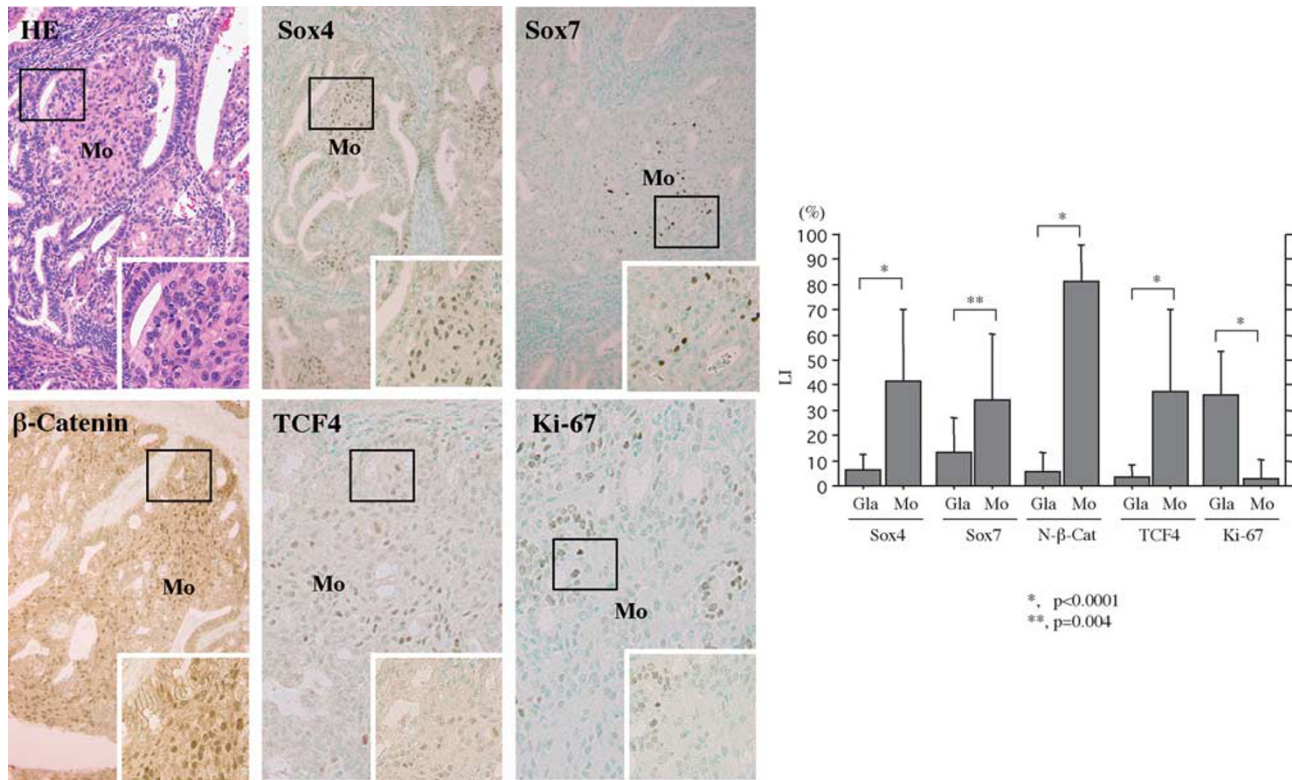 HE
Mo
Sox4
Mo
Sox7
Mo
β-Catenin
Mo
TCF4
Mo
Ki-67
Mo
(%)
100
90
80
70
60
50
40
30
20
10
0
LI
*
**
*
*
*
Gla Mo Gla Mo Gla Mo Gla Mo Gla Mo
Sox4 Sox7 N-β-Cat TCF4 Ki-67
*, p<0.0001
**, p=0.004